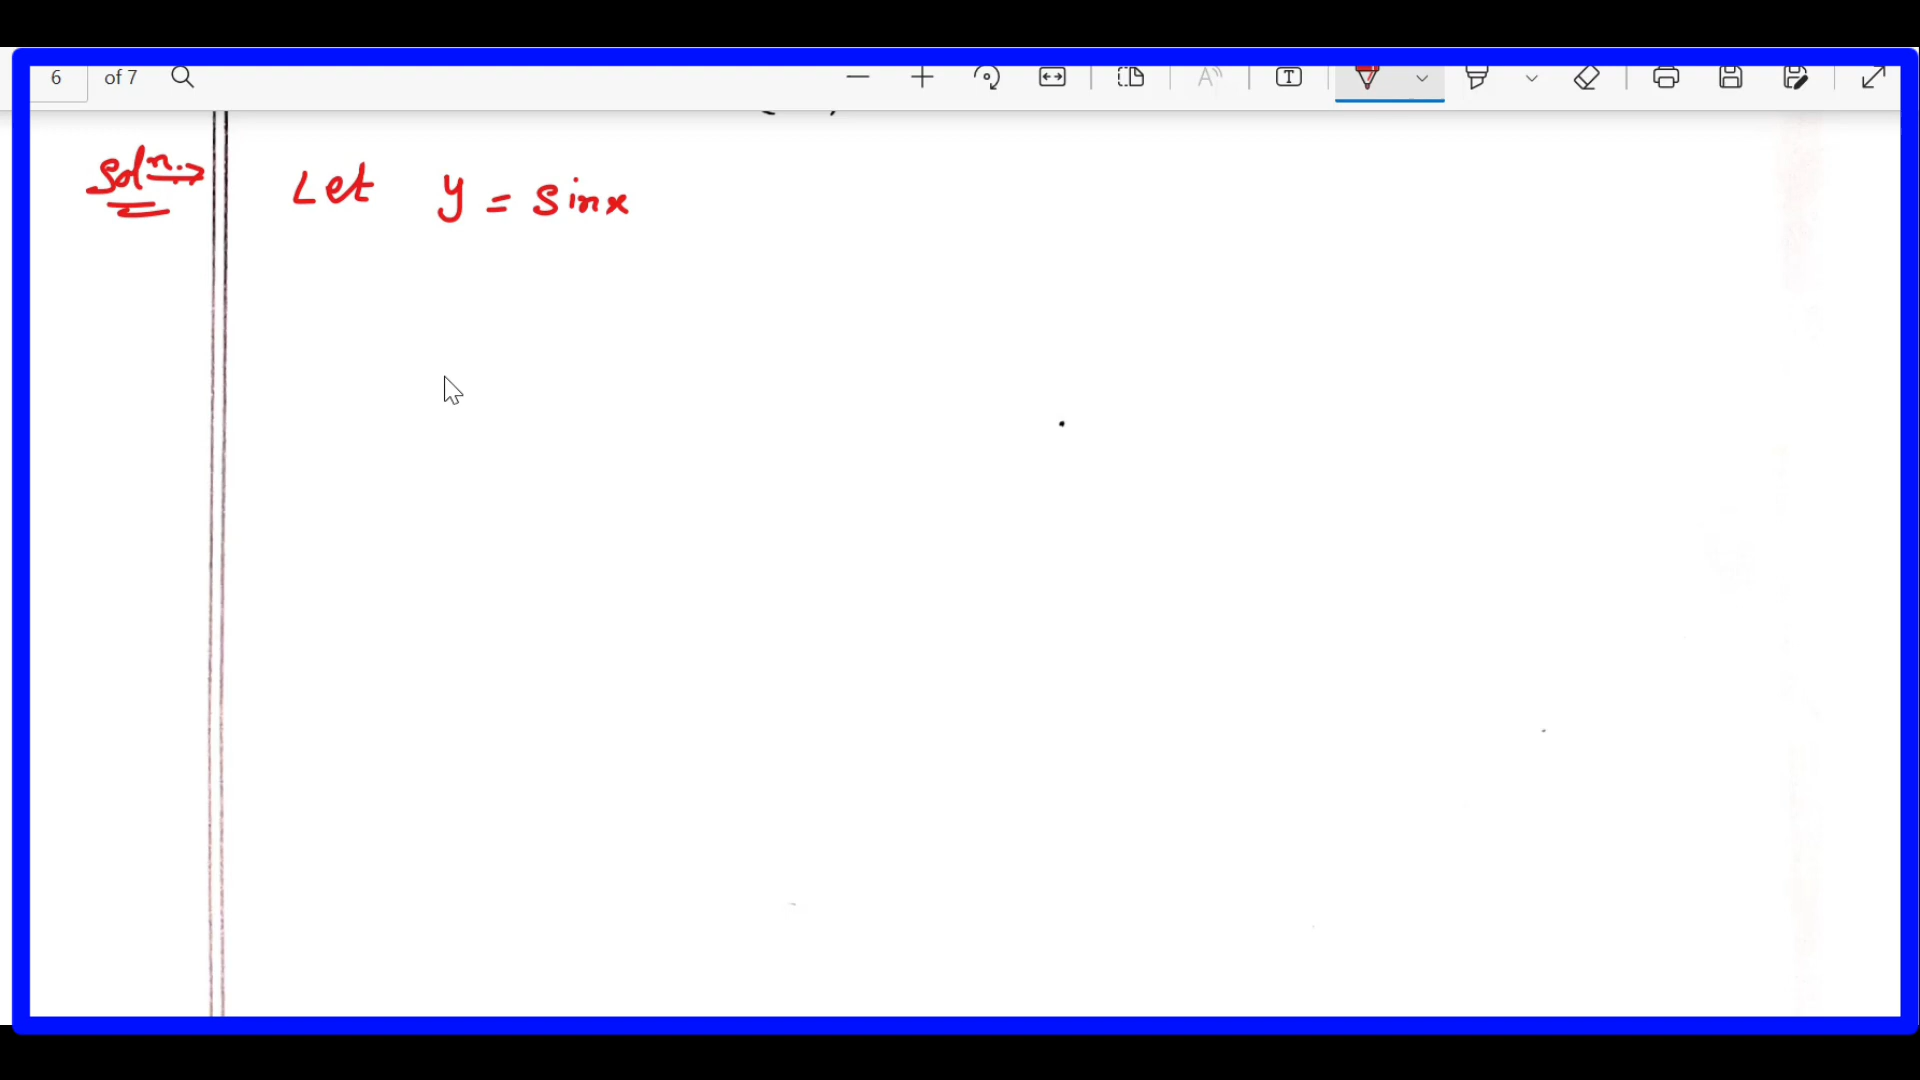 6 of 7
Soln.→ Let y = sinx